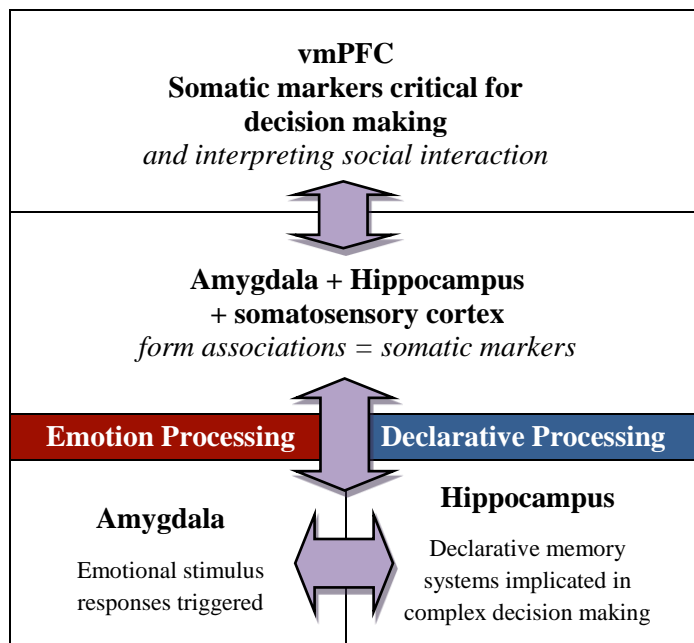 vmPFC
Somatic markers critical for
decision making
and interpreting social interaction
Amygdala + Hippocampus
+ somatosensory cortex
form associations = somatic markers
Emotion Processing
Declarative Processing
Amygdala
Emotional stimulus
responses triggered
Hippocampus
Declarative memory
systems implicated in
complex decision making